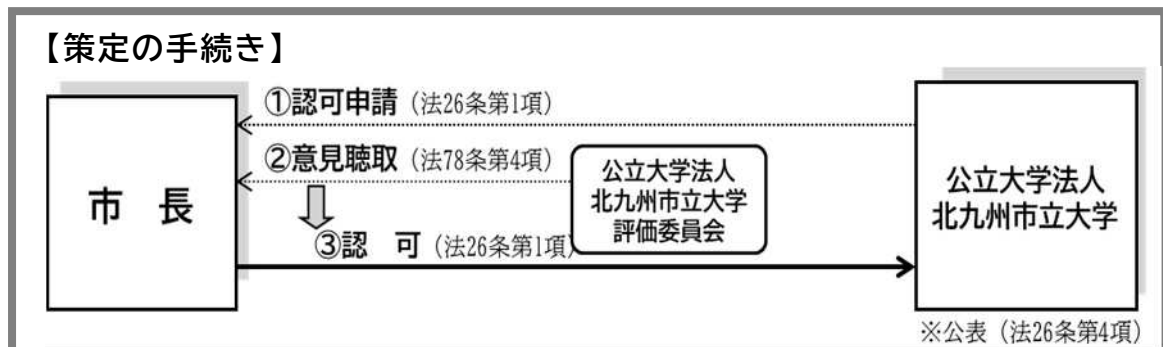 【策定の手続き】
①認可申請（法26条第1項）
②意見聴取（法78条第4項）
③認　可（法26条第1項）
市　長
公立大学法人
北九州市立大学
評価委員会
公立大学法人
北九州市立大学
※公表（法26条第4項）